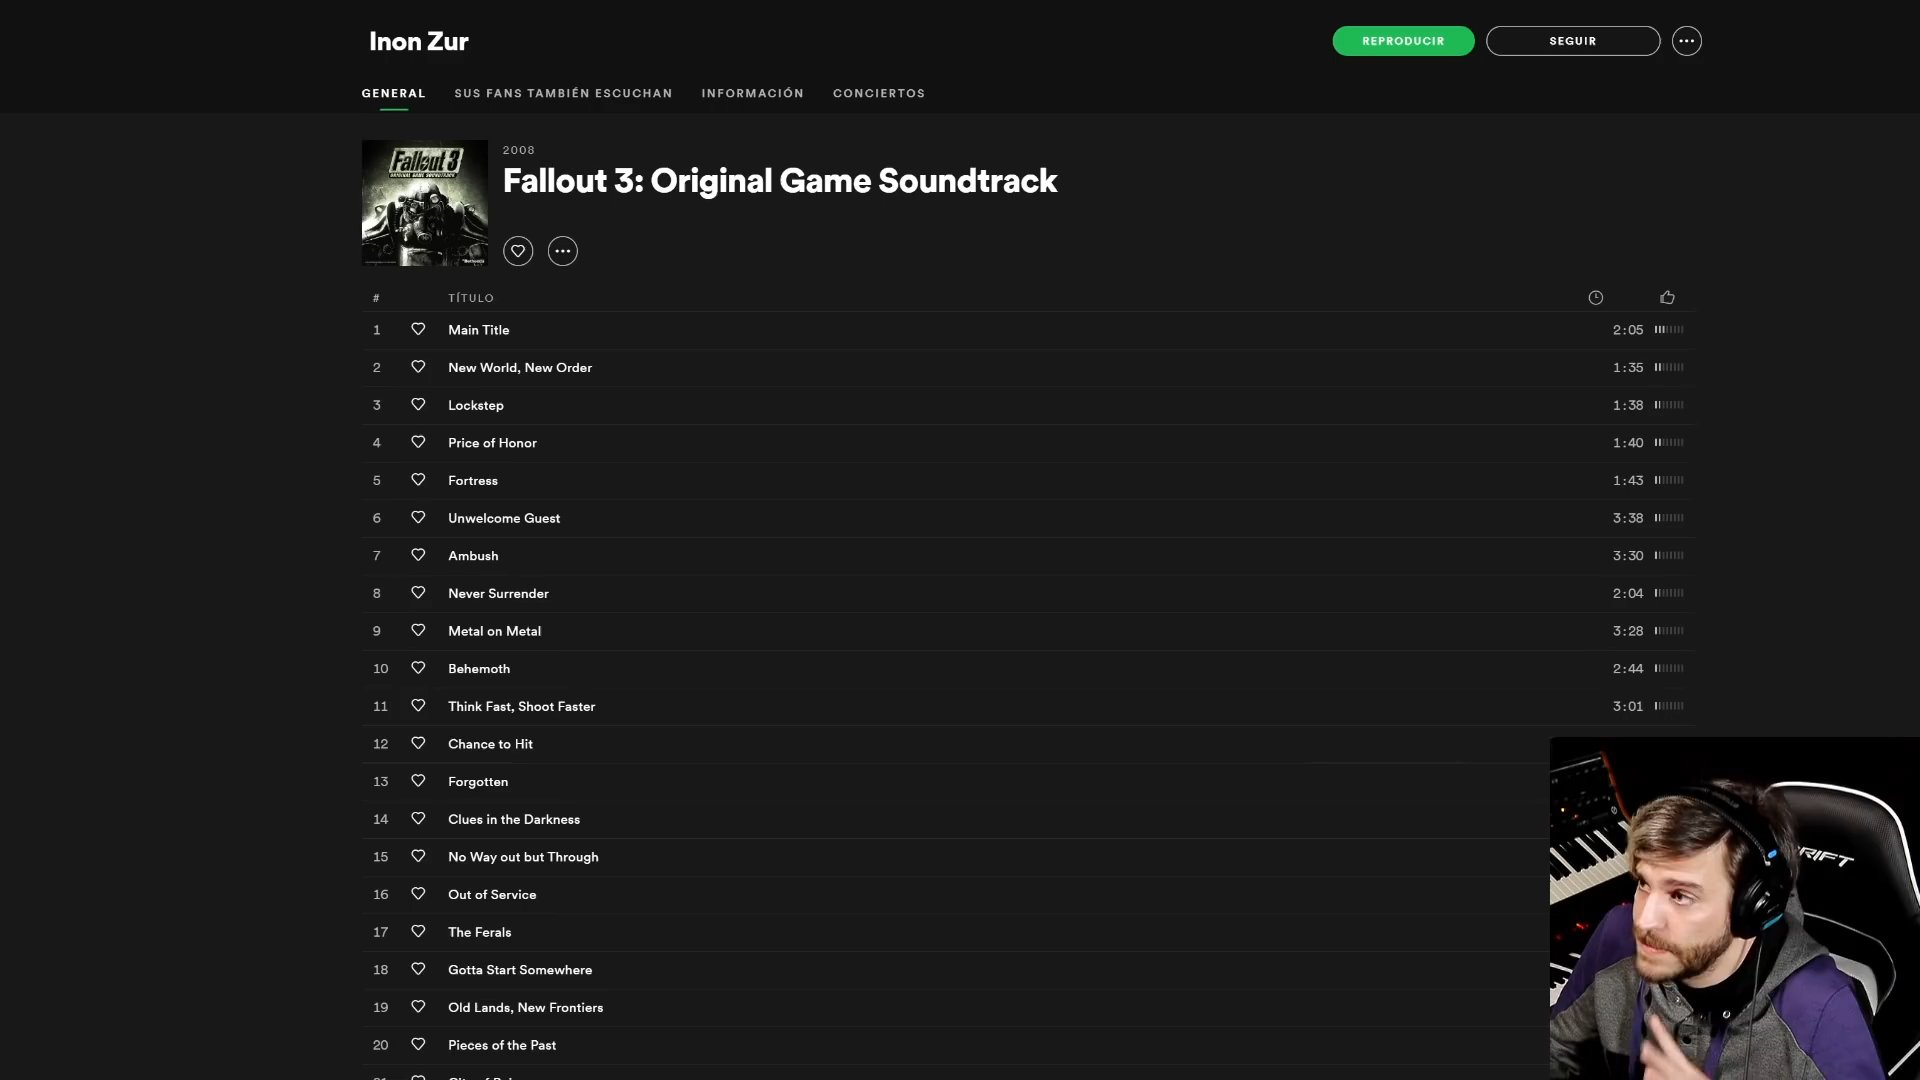 Inon Zur
REPRODUCIR
SEGUIR
GENERAL
SUS FANS TAMBIÉN ESCUCHAN
INFORMACIÓN
CONCIERTOS
Fallout 3
ORIGINAL GAME SOUNDTRACK
Bethesda
2008
Fallout 3: Original Game Soundtrack
# TÍTULO
1 Main Title 2:05
2 New World, New Order 1:35
3 Lockstep 1:38
4 Price of Honor 1:40
5 Fortress 1:43
6 Unwelcome Guest 3:38
7 Ambush 3:30
8 Never Surrender 2:04
9 Metal on Metal 3:28
10 Behemoth 2:44
11 Think Fast, Shoot Faster 3:01
12 Chance to Hit
13 Forgotten
14 Clues in the Darkness
15 No Way out but Through
16 Out of Service
17 The Ferals
18 Gotta Start Somewhere
19 Old Lands, New Frontiers
20 Pieces of the Past